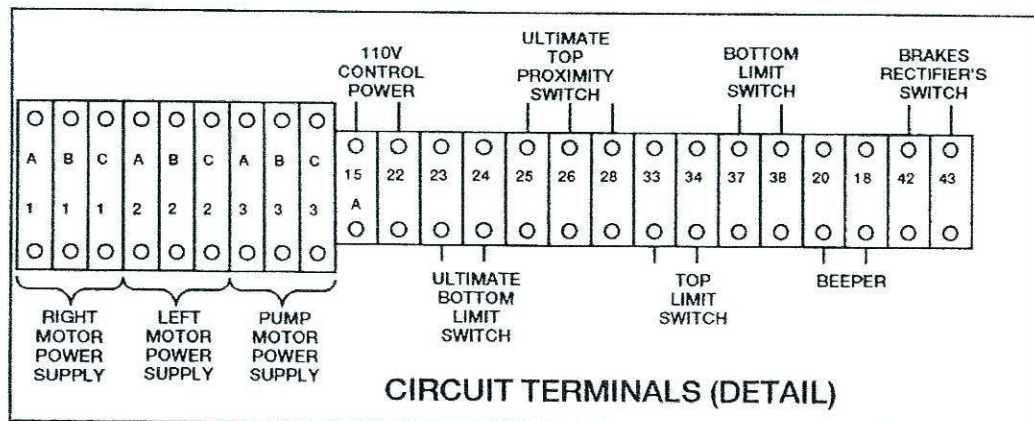 110V
CONTROL
POWER
ULTIMATE
TOP
PROXIMITY
SWITCH
BOTTOM
LIMIT
SWITCH
BRAKES
RECTIFIER'S
SWITCH
A B C A B C A B C
1 1 1 2 2 2 3 3 3
15 22 23 24 25 26 28 33 34 37 38 20 18 42 43
A
RIGHT
MOTOR
POWER
SUPPLY
LEFT
MOTOR
POWER
SUPPLY
PUMP
MOTOR
POWER
SUPPLY
ULTIMATE
BOTTOM
LIMIT
SWITCH
TOP
LIMIT
SWITCH
BEEPER
CIRCUIT TERMINALS (DETAIL)